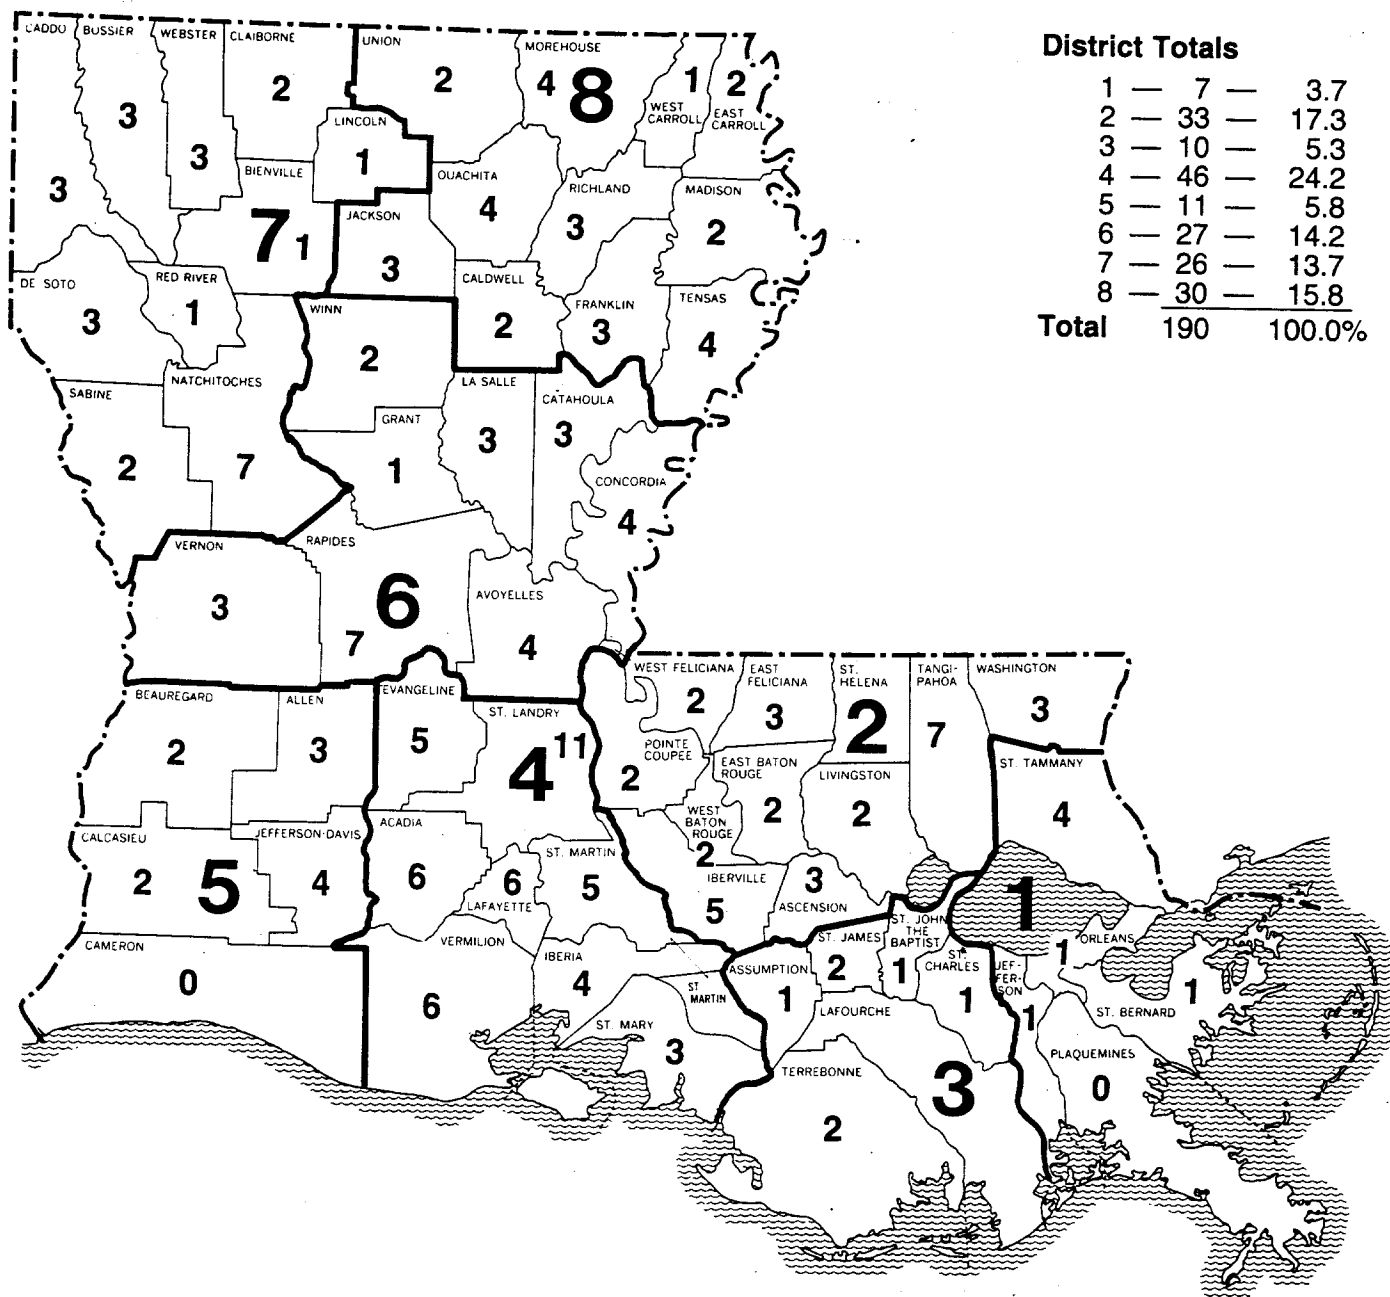 District Totals
1 — 7 — 3.7
2 — 33 — 17.3
3 — 10 — 5.3
4 — 46 — 24.2
5 — 11 — 5.8
6 — 27 — 14.2
7 — 26 — 13.7
8 — 30 — 15.8
Total 190 100.0%
CADDO
3
BOSSIER
3
WEBSTER
3
CLAIBORNE
2
UNION
2
MOREHOUSE
4
8
WEST
CARROLL
1
EAST
CARROLL
2
LINCOLN
1
BIENVILLE
7
1
JACKSON
3
OUACHITA
4
RICHLAND
3
MADISON
2
DE SOTO
3
RED RIVER
1
WINN
2
CALDWELL
2
FRANKLIN
3
TENSAS
4
SABINE
2
NATCHITOCHES
7
GRANT
1
LA SALLE
3
CATAHOULA
3
CONCORDIA
4
VERNON
3
RAPIDES
6
7
AVOYELLES
4
BEAUREGARD
2
ALLEN
3
EVANGELINE
5
ST. LANDRY
11
4
WEST FELICIANA
2
EAST
FELICIANA
3
ST.
HELENA
2
TANGI-
PAHOA
7
WASHINGTON
3
POINTE
COUPEE
2
EAST BATON
ROUGE
2
LIVINGSTON
2
ST. TAMMANY
4
CALCASIEU
2
5
JEFFERSON-DAVIS
4
ACADIA
6
LAFAYETTE
6
ST. MARTIN
5
WEST
BATON
ROUGE
2
IBERVILLE
5
ASCENSION
3
CAMERON
0
VERMILION
6
IBERIA
4
ST
MARTIN
ST. MARY
3
ASSUMPTION
1
ST. JAMES
2
ST. JOHN
THE
BAPTIST
1
ST.
CHARLES
1
JEF-
FER-
SON
1
1
ORLEANS
1
ST. BERNARD
1
LAFOURCHE
3
TERREBONNE
2
PLAQUEMINES
0